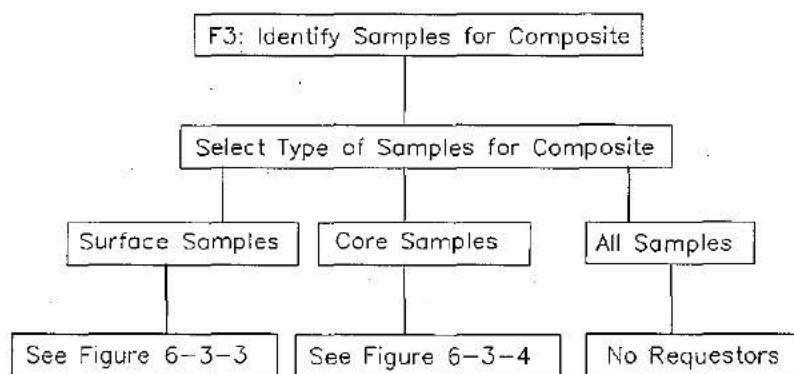 F3: Identify Samples for Composite
Select Type of Samples for Composite
Surface Samples
Core Samples
All Samples
See Figure 6-3-3
See Figure 6-3-4
No Requestors